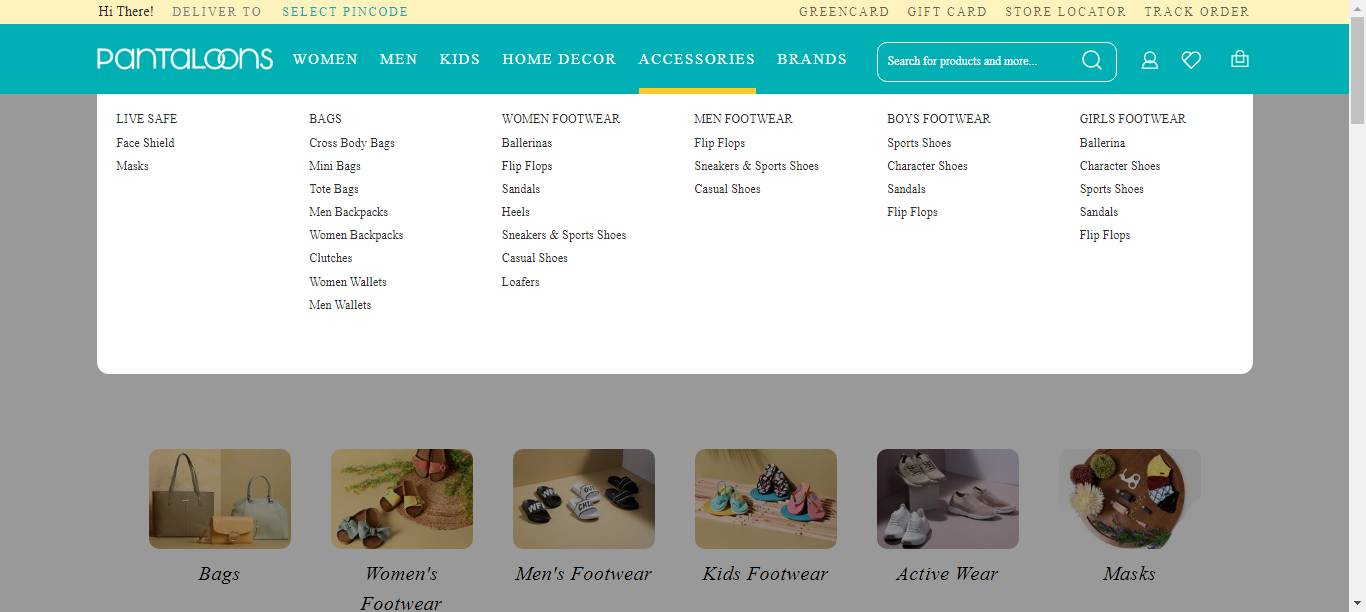 Hi There! DELIVER TO SELECT PINCODE GREENCARD GIFT CARD STORE LOCATOR TRACK ORDER
PANTALOONS WOMEN MEN KIDS HOME DECOR ACCESSORIES BRANDS Search for products and more...
LIVE SAFE
Face Shield
Masks
BAGS
Cross Body Bags
Mini Bags
Tote Bags
Men Backpacks
Women Backpacks
Clutches
Women Wallets
Men Wallets
WOMEN FOOTWEAR
Ballerinas
Flip Flops
Sandals
Heels
Sneakers & Sports Shoes
Casual Shoes
Loafers
MEN FOOTWEAR
Flip Flops
Sneakers & Sports Shoes
Casual Shoes
BOYS FOOTWEAR
Sports Shoes
Character Shoes
Sandals
Flip Flops
GIRLS FOOTWEAR
Ballerina
Character Shoes
Sports Shoes
Sandals
Flip Flops
Bags
Women's
Footwear
Men's Footwear
Kids Footwear
Active Wear
Masks